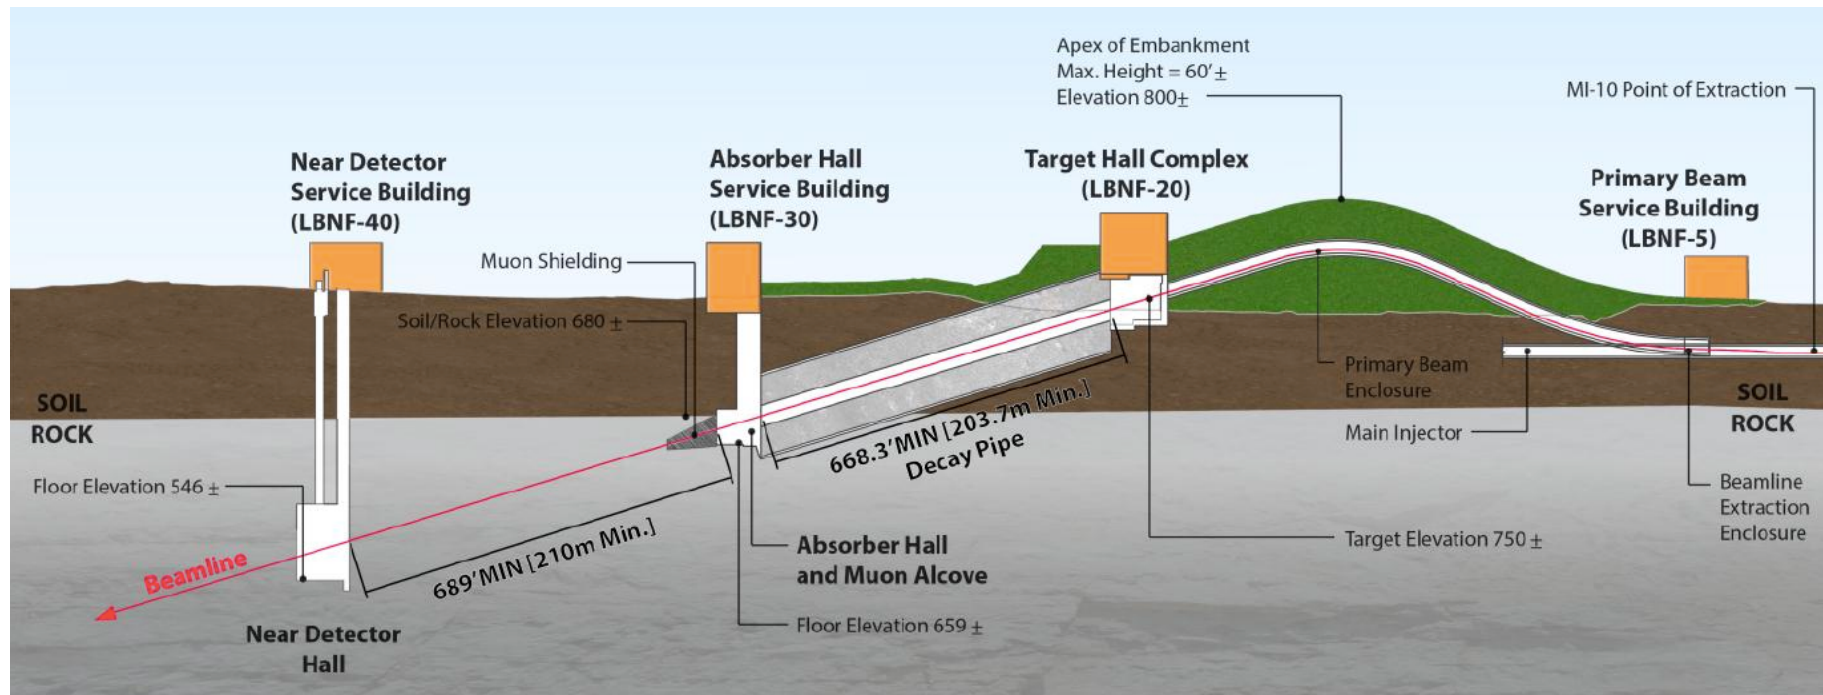 Apex of Embankment
Max. Height = 60’±
Elevation 800±
MI-10 Point of Extraction
Near Detector
Service Building
(LBNF-40)
Absorber Hall
Service Building
(LBNF-30)
Target Hall Complex
(LBNF-20)
Primary Beam
Service Building
(LBNF-5)
Muon Shielding
Soil/Rock Elevation 680 ±
SOIL
ROCK
Primary Beam
Enclosure
SOIL
ROCK
Main Injector
668.3’MIN [203.7m Min.]
Decay Pipe
Floor Elevation 546 ±
Beamline
Extraction
Enclosure
689’MIN [210m Min.]
Absorber Hall
and Muon Alcove
Target Elevation 750 ±
Beamline
Floor Elevation 659 ±
Near Detector
Hall